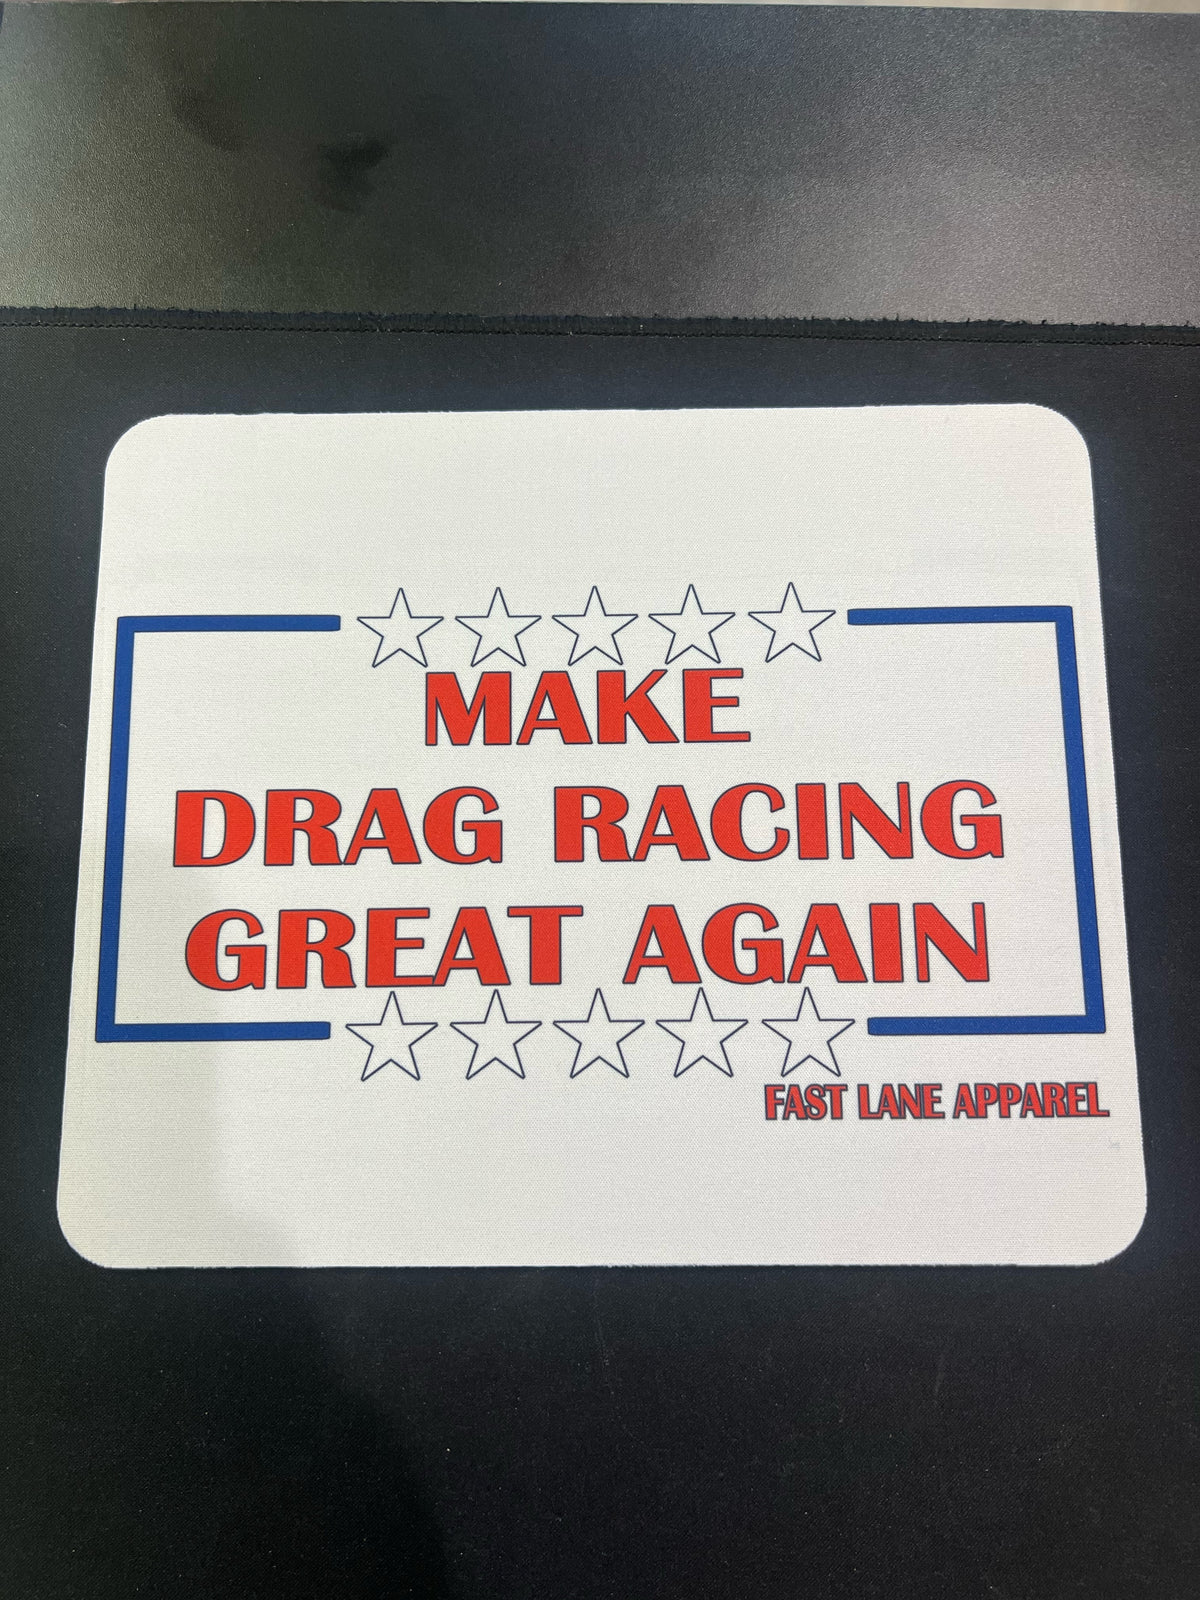 MAKE
DRAG RACING
GREAT AGAIN
FAST LANE APPAREL